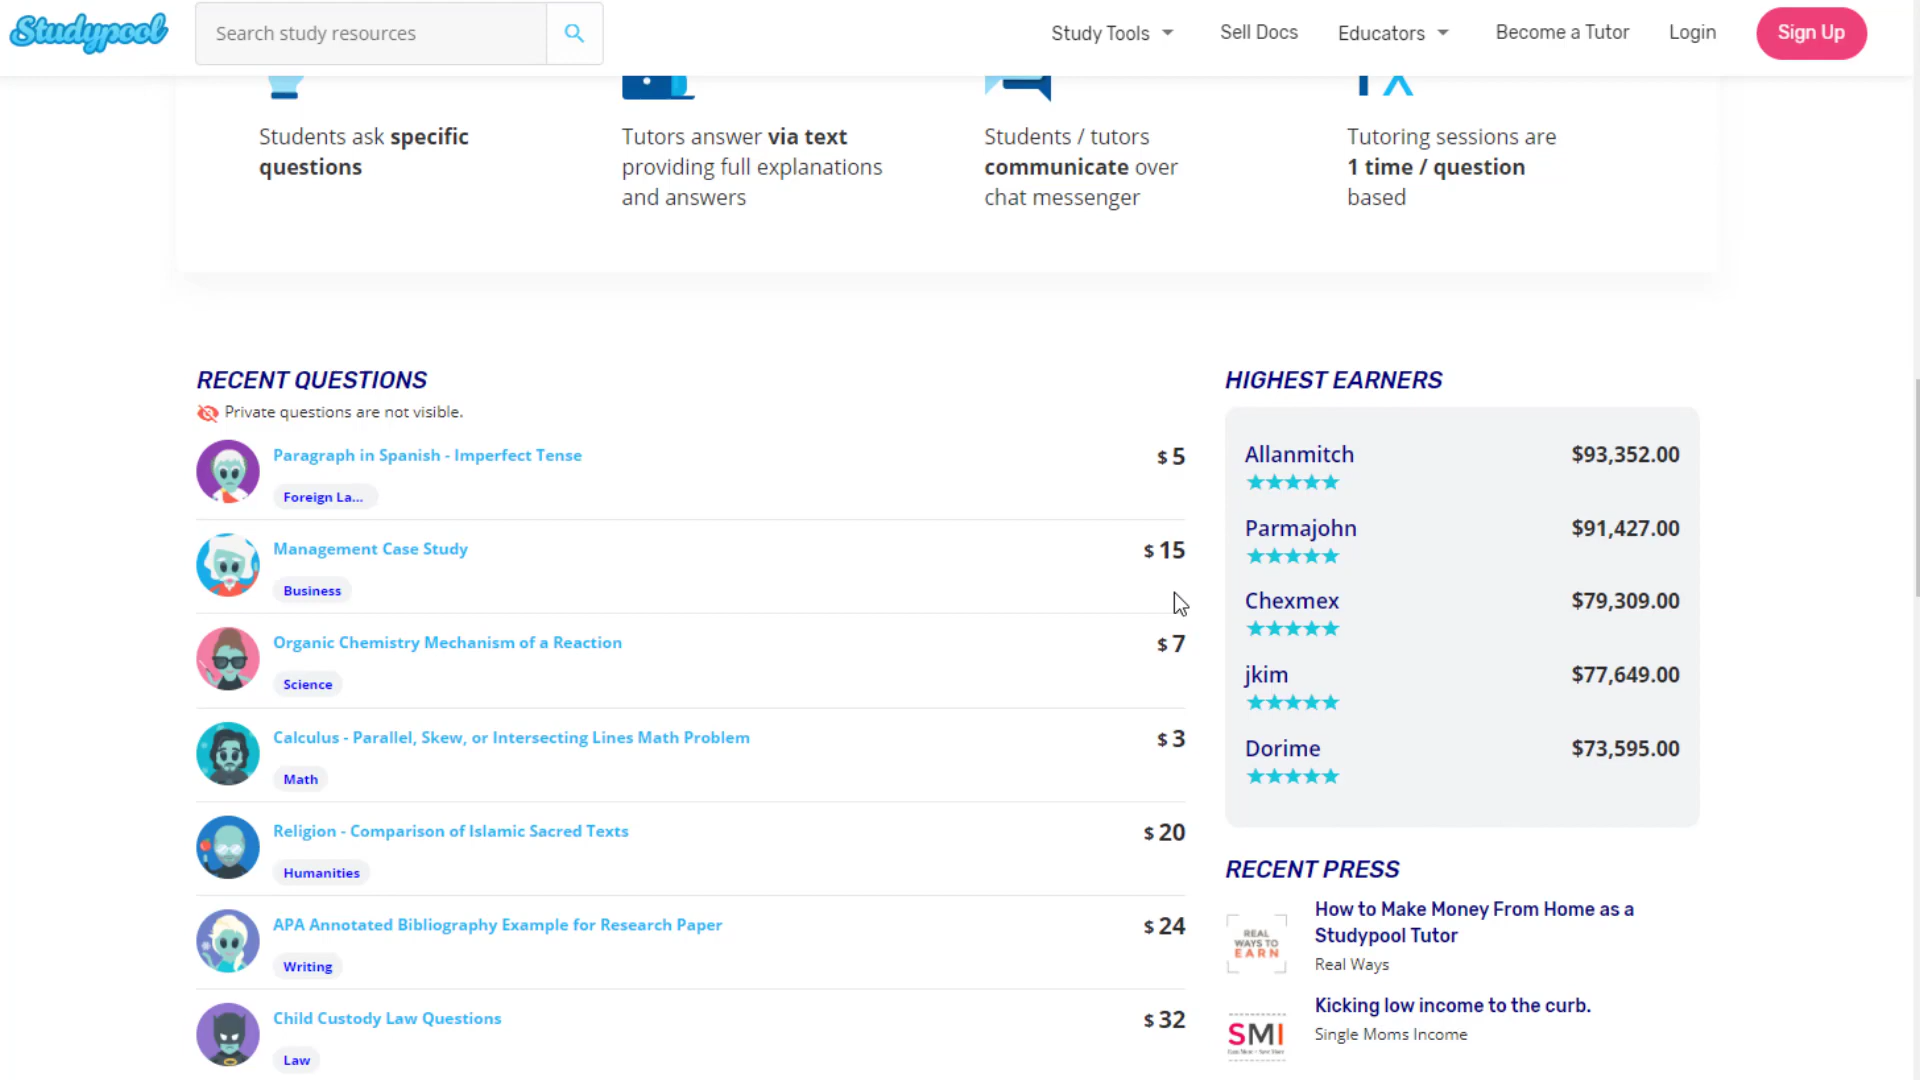 Studypool
Search study resources
Study Tools
Sell Docs
Educators
Become a Tutor
Login
Sign Up
Students ask specific
questions
Tutors answer via text
providing full explanations
and answers
Students / tutors
communicate over
chat messenger
Tutoring sessions are
1 time / question
based
RECENT QUESTIONS
Private questions are not visible.
Paragraph in Spanish - Imperfect Tense
$ 5
Foreign La...
Management Case Study
$ 15
Business
Organic Chemistry Mechanism of a Reaction
$ 7
Science
Calculus - Parallel, Skew, or Intersecting Lines Math Problem
$ 3
Math
Religion - Comparison of Islamic Sacred Texts
$ 20
Humanities
APA Annotated Bibliography Example for Research Paper
$ 24
Writing
Child Custody Law Questions
$ 32
Law
HIGHEST EARNERS
Allanmitch
$93,352.00
Parmajohn
$91,427.00
Chexmex
$79,309.00
jkim
$77,649.00
Dorime
$73,595.00
RECENT PRESS
REAL
WAYS TO
EARN
How to Make Money From Home as a
Studypool Tutor
Real Ways
SMI
Kicking low income to the curb.
Single Moms Income